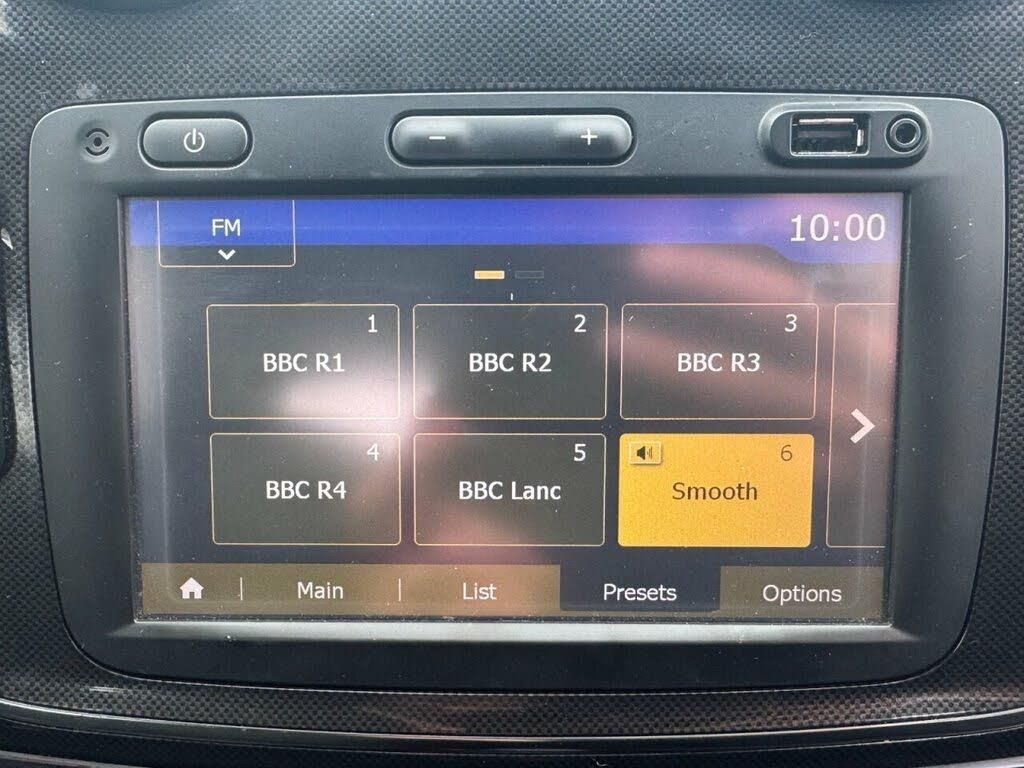 - +
FM
10:00
1
BBC R1
2
BBC R2
3
BBC R3
4
BBC R4
5
BBC Lanc
6
Smooth
Main
List
Presets
Options